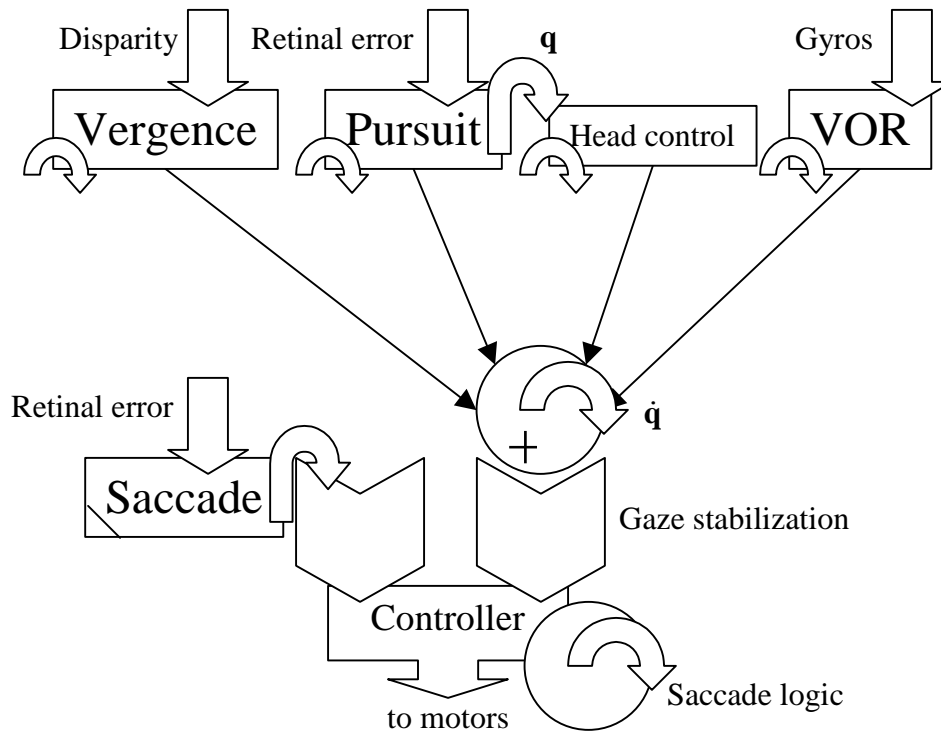 Disparity
Retinal error
q
Gyros
Vergence
Pursuit
Head control
VOR
Retinal error
q̇
+
Saccade
Gaze stabilization
Controller
Saccade logic
to motors